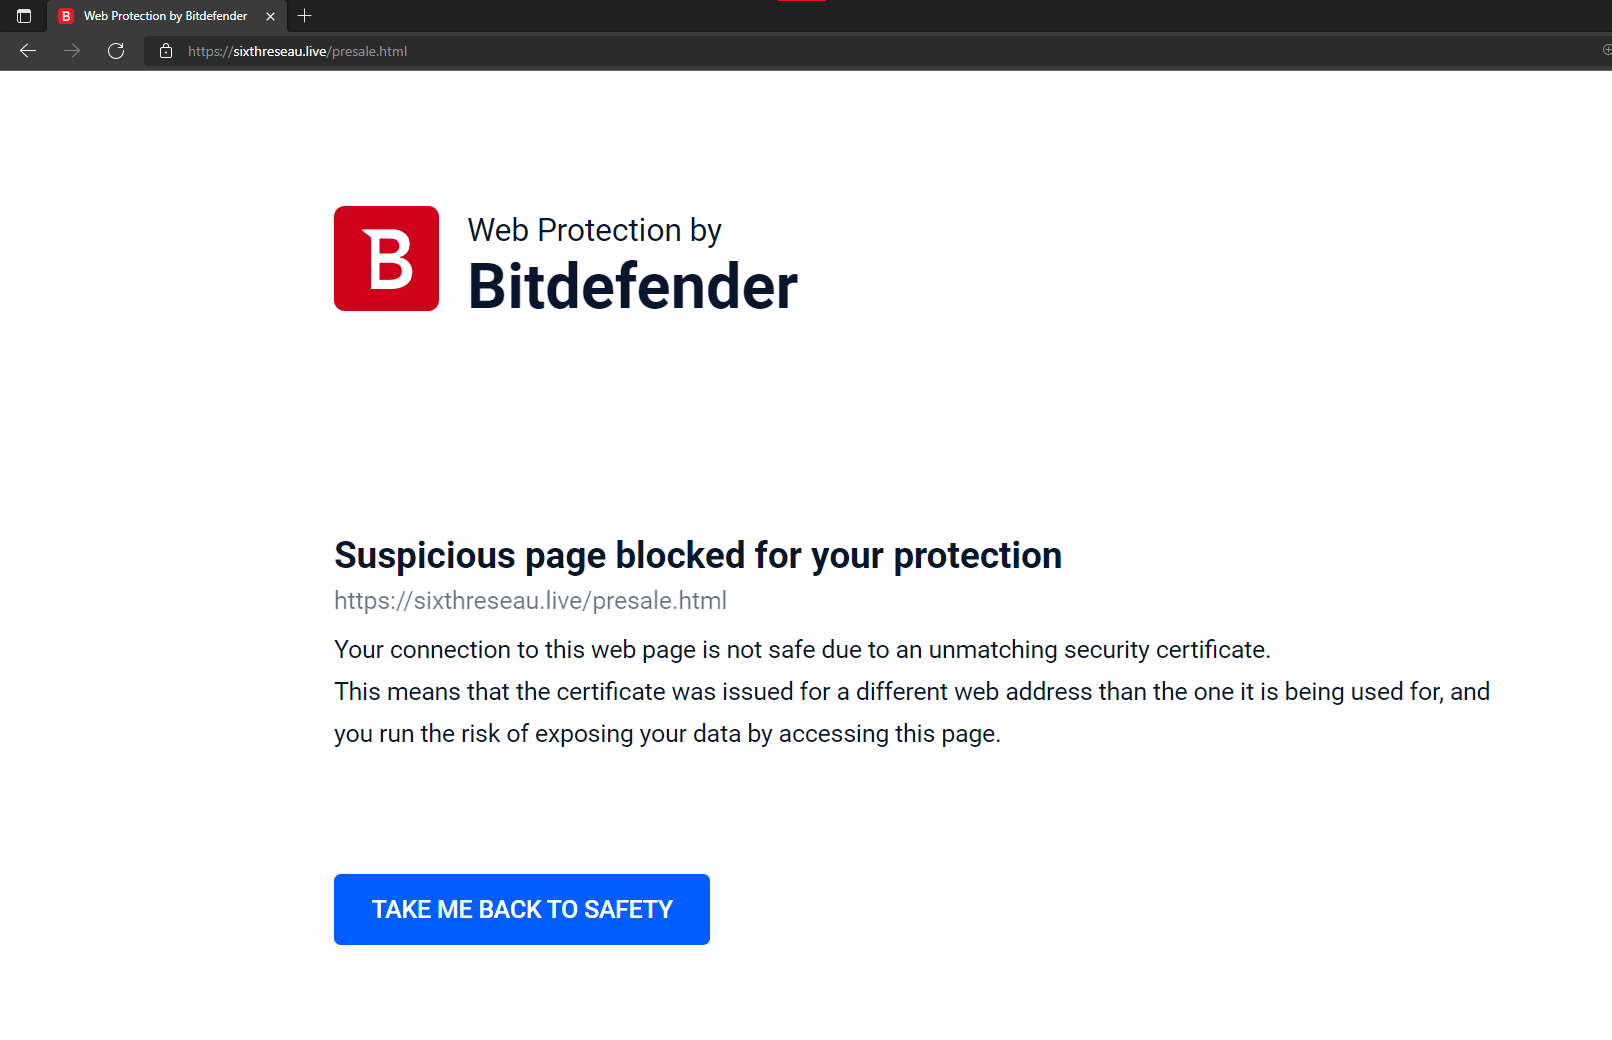 Web Protection by Bitdefender
https://sixthreseau.live/presale.html
B
Web Protection by
Bitdefender
Suspicious page blocked for your protection
https://sixthreseau.live/presale.html
Your connection to this web page is not safe due to an unmatching security certificate.
This means that the certificate was issued for a different web address than the one it is being used for, and
you run the risk of exposing your data by accessing this page.
TAKE ME BACK TO SAFETY